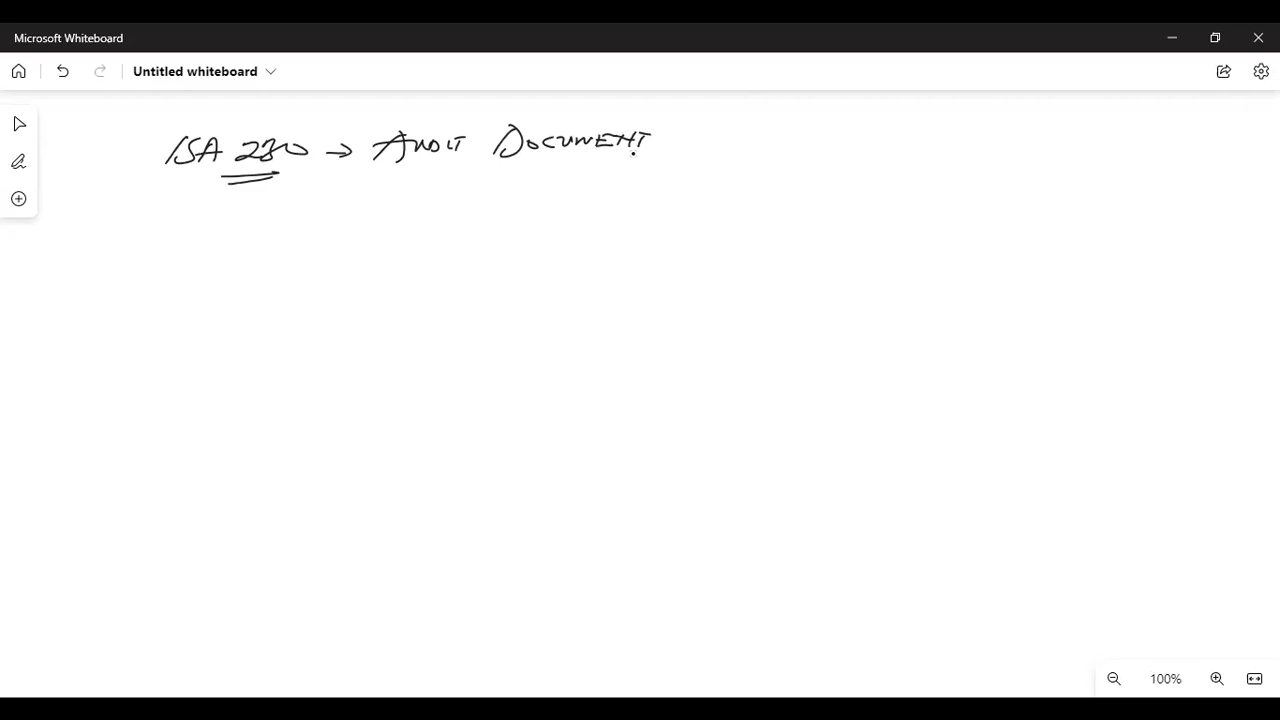 Microsoft Whiteboard
Untitled whiteboard
ISA 230 → AUDIT DOCUMENT
100%